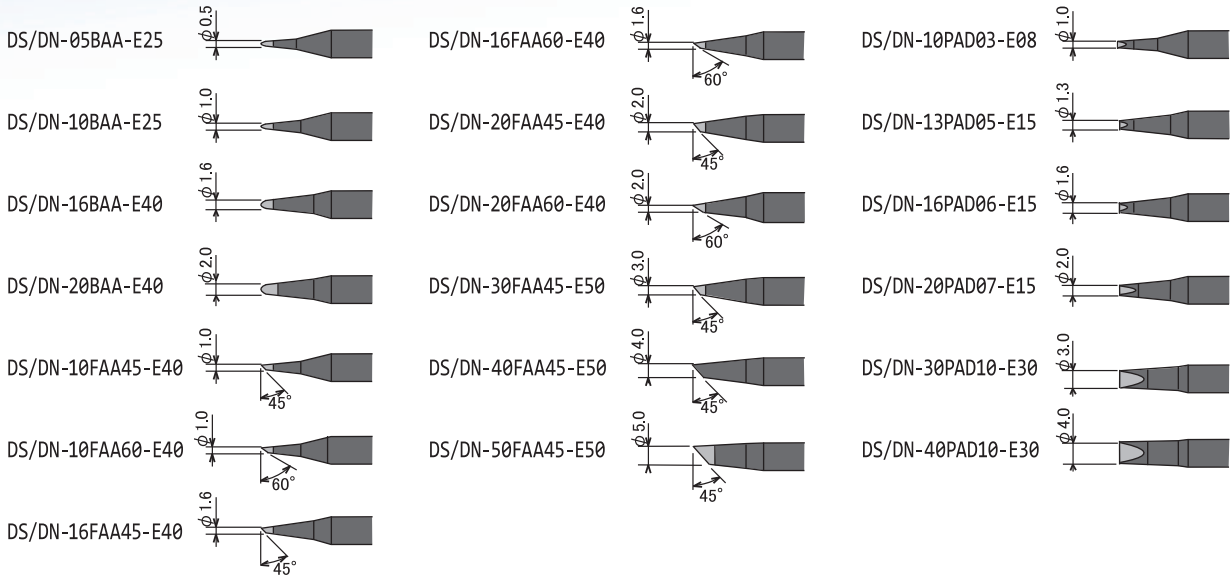 DS/DN-05BAA-E25
φ0.5
DS/DN-10BAA-E25
φ1.0
DS/DN-16BAA-E40
φ1.6
DS/DN-20BAA-E40
φ2.0
DS/DN-10FAA45-E40
φ1.0
45°
DS/DN-10FAA60-E40
φ1.0
60°
DS/DN-16FAA45-E40
φ1.6
45°
DS/DN-16FAA60-E40
φ1.6
60°
DS/DN-20FAA45-E40
φ2.0
45°
DS/DN-20FAA60-E40
φ2.0
60°
DS/DN-30FAA45-E50
φ3.0
45°
DS/DN-40FAA45-E50
φ4.0
45°
DS/DN-50FAA45-E50
φ5.0
45°
DS/DN-10PAD03-E08
φ1.0
DS/DN-13PAD05-E15
φ1.3
DS/DN-16PAD06-E15
φ1.6
DS/DN-20PAD07-E15
φ2.0
DS/DN-30PAD10-E30
φ3.0
DS/DN-40PAD10-E30
φ4.0